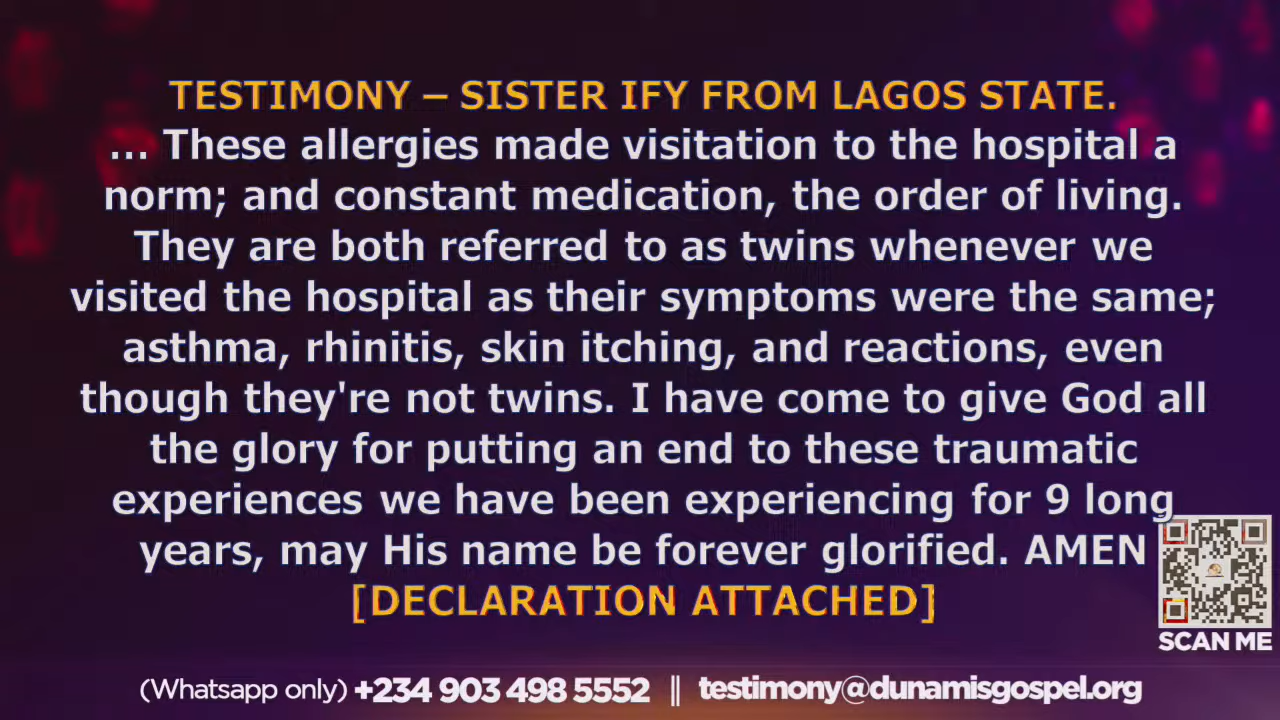 TESTIMONY – SISTER IFY FROM LAGOS STATE.
... These allergies made visitation to the hospital a
norm; and constant medication, the order of living.
They are both referred to as twins whenever we
visited the hospital as their symptoms were the same;
asthma, rhinitis, skin itching, and reactions, even
though they're not twins. I have come to give God all
the glory for putting an end to these traumatic
experiences we have been experiencing for 9 long
years, may His name be forever glorified. AMEN
[DECLARATION ATTACHED]
SCAN ME
(Whatsapp only) +234 903 498 5552 || testimony@dunamisgospel.org